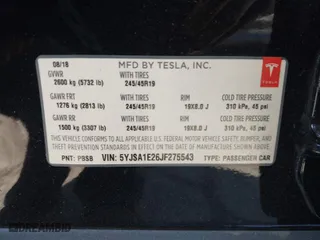 08/18
MFD BY TESLA, INC.
GVWR
2600 kg (5732 lb)
WITH TIRES
245/45R19
TESLA
GAWR FRT
1276 kg (2813 lb)
WITH TIRES
245/45R19
RIM
19X8.0 J
COLD TIRE PRESSURE
310 kPa, 45 psi
GAWR RR
1500 kg (3307 lb)
WITH TIRES
245/45R19
RIM
19X8.0 J
COLD TIRE PRESSURE
310 kPa, 45 psi
THIS VEHICLE CONFORMS TO ALL APPLICABLE U.S.
FEDERAL MOTOR VEHICLE SAFETY, BUMPER, AND
THEFT PREVENTION STANDARDS IN EFFECT ON THE
DATE OF MANUFACTURE SHOWN ABOVE.
PNT: PBSB
VIN: 5YJSA1E26JF275543
TYPE: PASSENGER CAR
DREAMBID